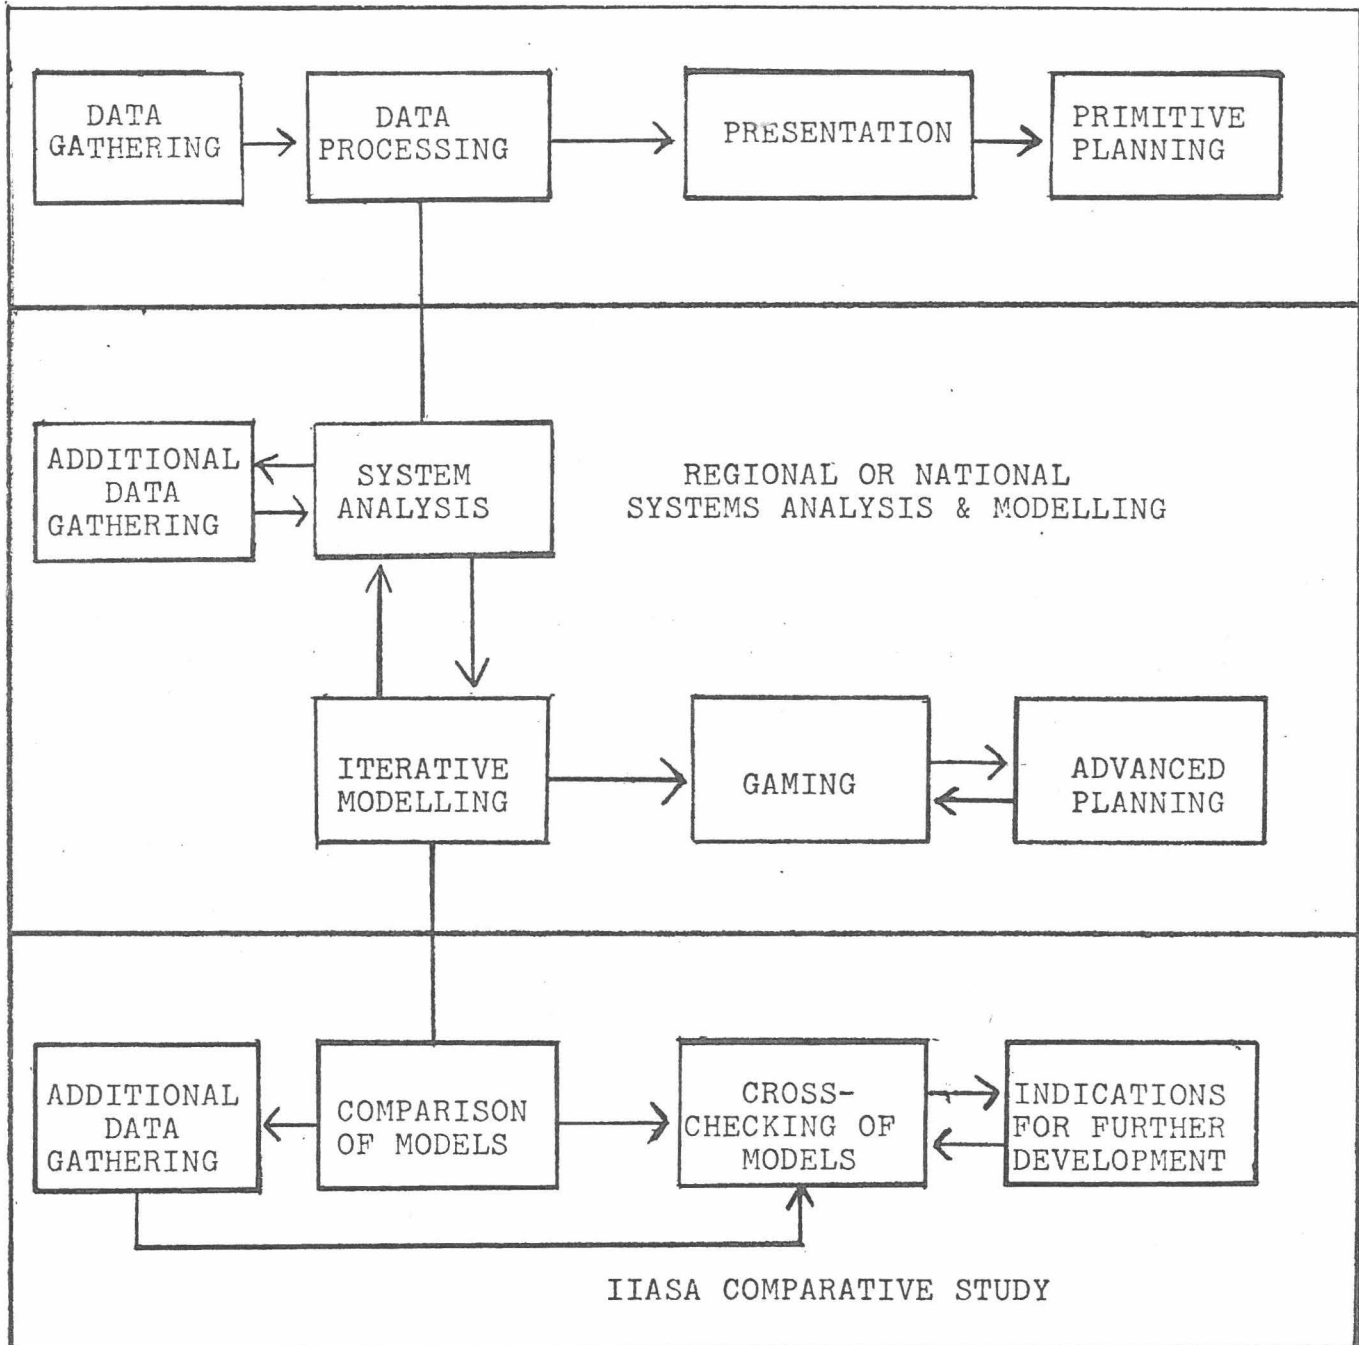 DATA
GATHERING
DATA
PROCESSING
PRESENTATION
PRIMITIVE
PLANNING
ADDITIONAL
DATA
GATHERING
SYSTEM
ANALYSIS
REGIONAL OR NATIONAL
SYSTEMS ANALYSIS & MODELLING
ITERATIVE
MODELLING
GAMING
ADVANCED
PLANNING
ADDITIONAL
DATA
GATHERING
COMPARISON
OF MODELS
CROSS-
CHECKING OF
MODELS
INDICATIONS
FOR FURTHER
DEVELOPMENT
IIASA COMPARATIVE STUDY